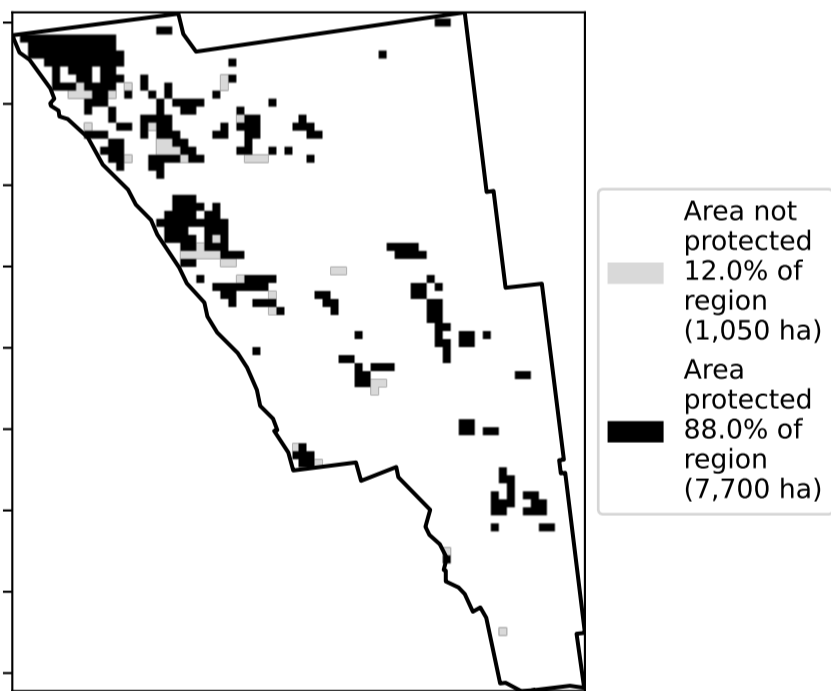 Area not
protected
12.0% of
region
(1,050 ha)
Area
protected
88.0% of
region
(7,700 ha)